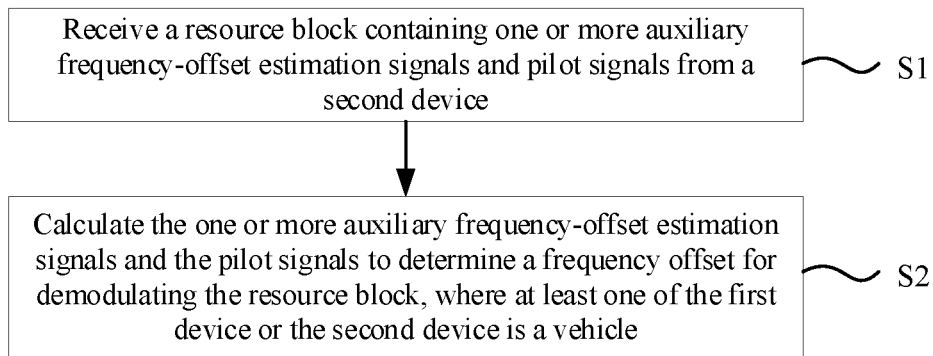 Receive a resource block containing one or more auxiliary
frequency-offset estimation signals and pilot signals from a
second device
S1
Calculate the one or more auxiliary frequency-offset estimation
signals and the pilot signals to determine a frequency offset for
demodulating the resource block, where at least one of the first
device or the second device is a vehicle
S2